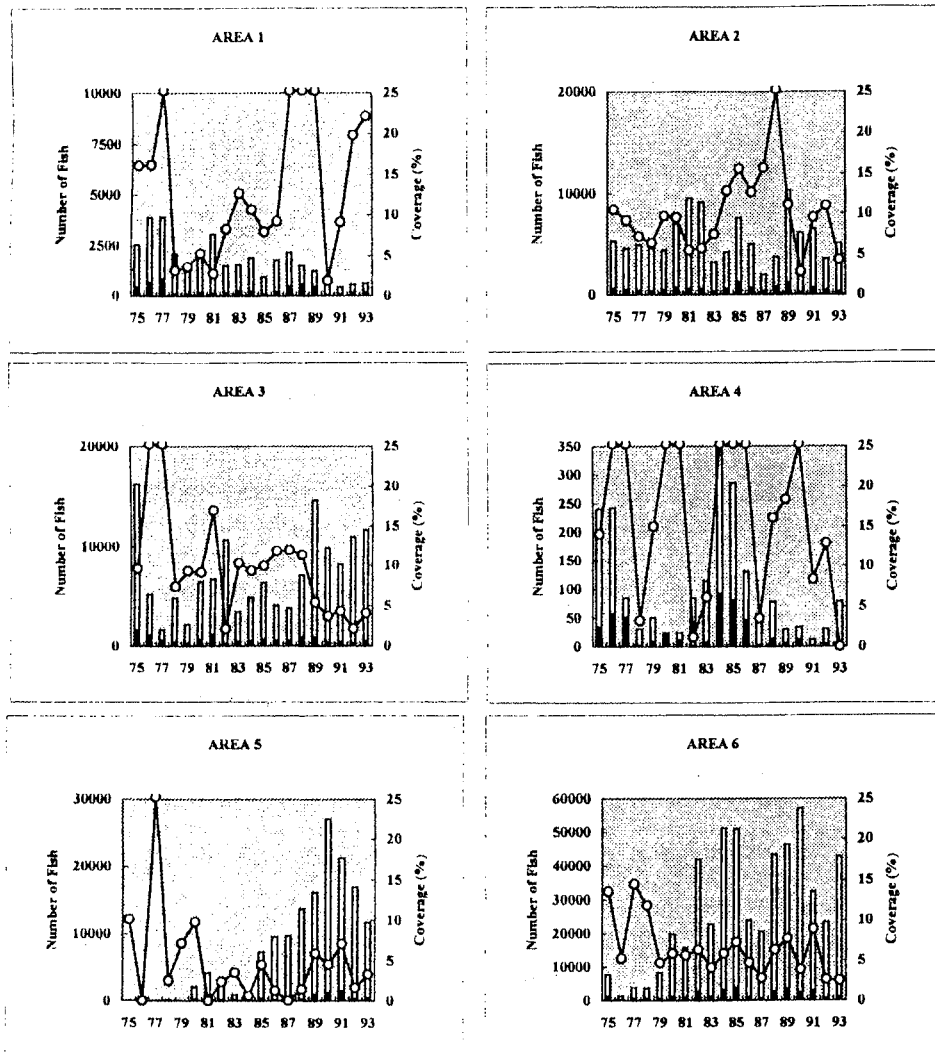 AREA 1
10000
7500
5000
2500
0
25
20
15
10
5
0
Number of Fish
Coverage (%)
75 77 79 81 83 85 87 89 91 93
AREA 2
20000
10000
0
25
20
15
10
5
0
Number of Fish
Coverage (%)
75 77 79 81 83 85 87 89 91 93
AREA 3
20000
10000
0
25
20
15
10
5
0
Number of Fish
Coverage (%)
75 77 79 81 83 85 87 89 91 93
AREA 4
350
300
250
200
150
100
50
0
25
20
15
10
5
0
Number of Fish
Coverage (%)
75 77 79 81 83 85 87 89 91 93
AREA 5
30000
20000
10000
0
25
20
15
10
5
0
Number of Fish
Coverage (%)
75 77 79 81 83 85 87 89 91 93
AREA 6
60000
50000
40000
30000
20000
10000
0
25
20
15
10
5
0
Number of Fish
Coverage (%)
75 77 79 81 83 85 87 89 91 93